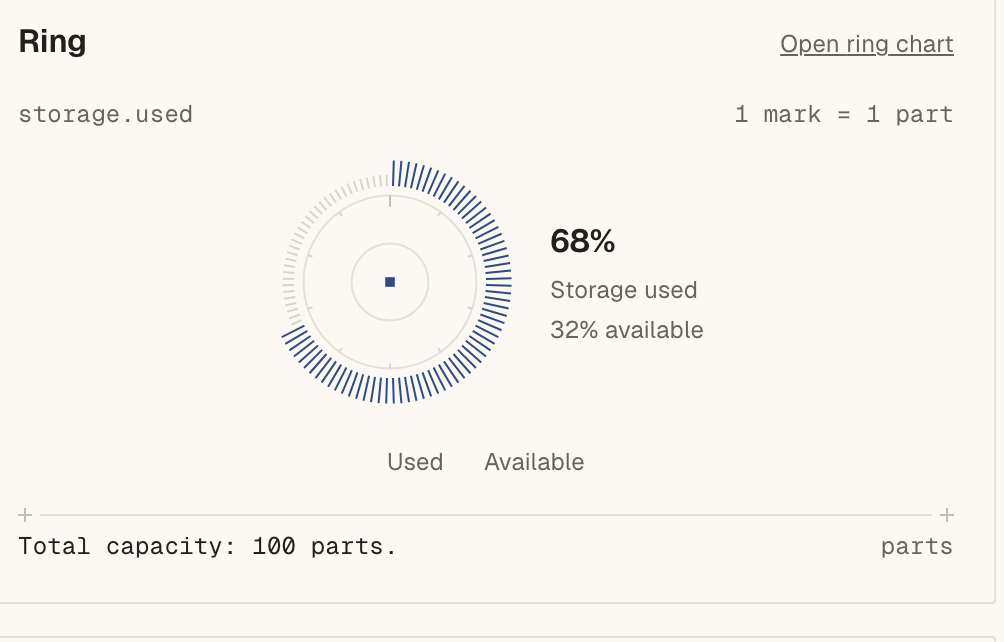 Ring
Open ring chart
storage.used
1 mark = 1 part
68%
Storage used
32% available
Used
Available
Total capacity: 100 parts.
parts